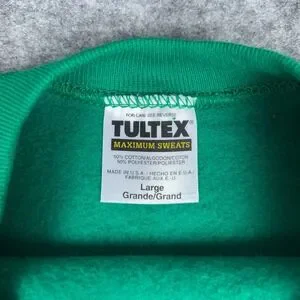 FOR CARE SEE REVERSE
TULTEX®
MAXIMUM SWEATS
50% COTTON/ALGODON/COTON
50% POLYESTER/POLIESTER
MADE IN U.S.A. / HECHO EN E.U.A. /
FABRIQUE AUX E.-U.
Large
Grande/Grand